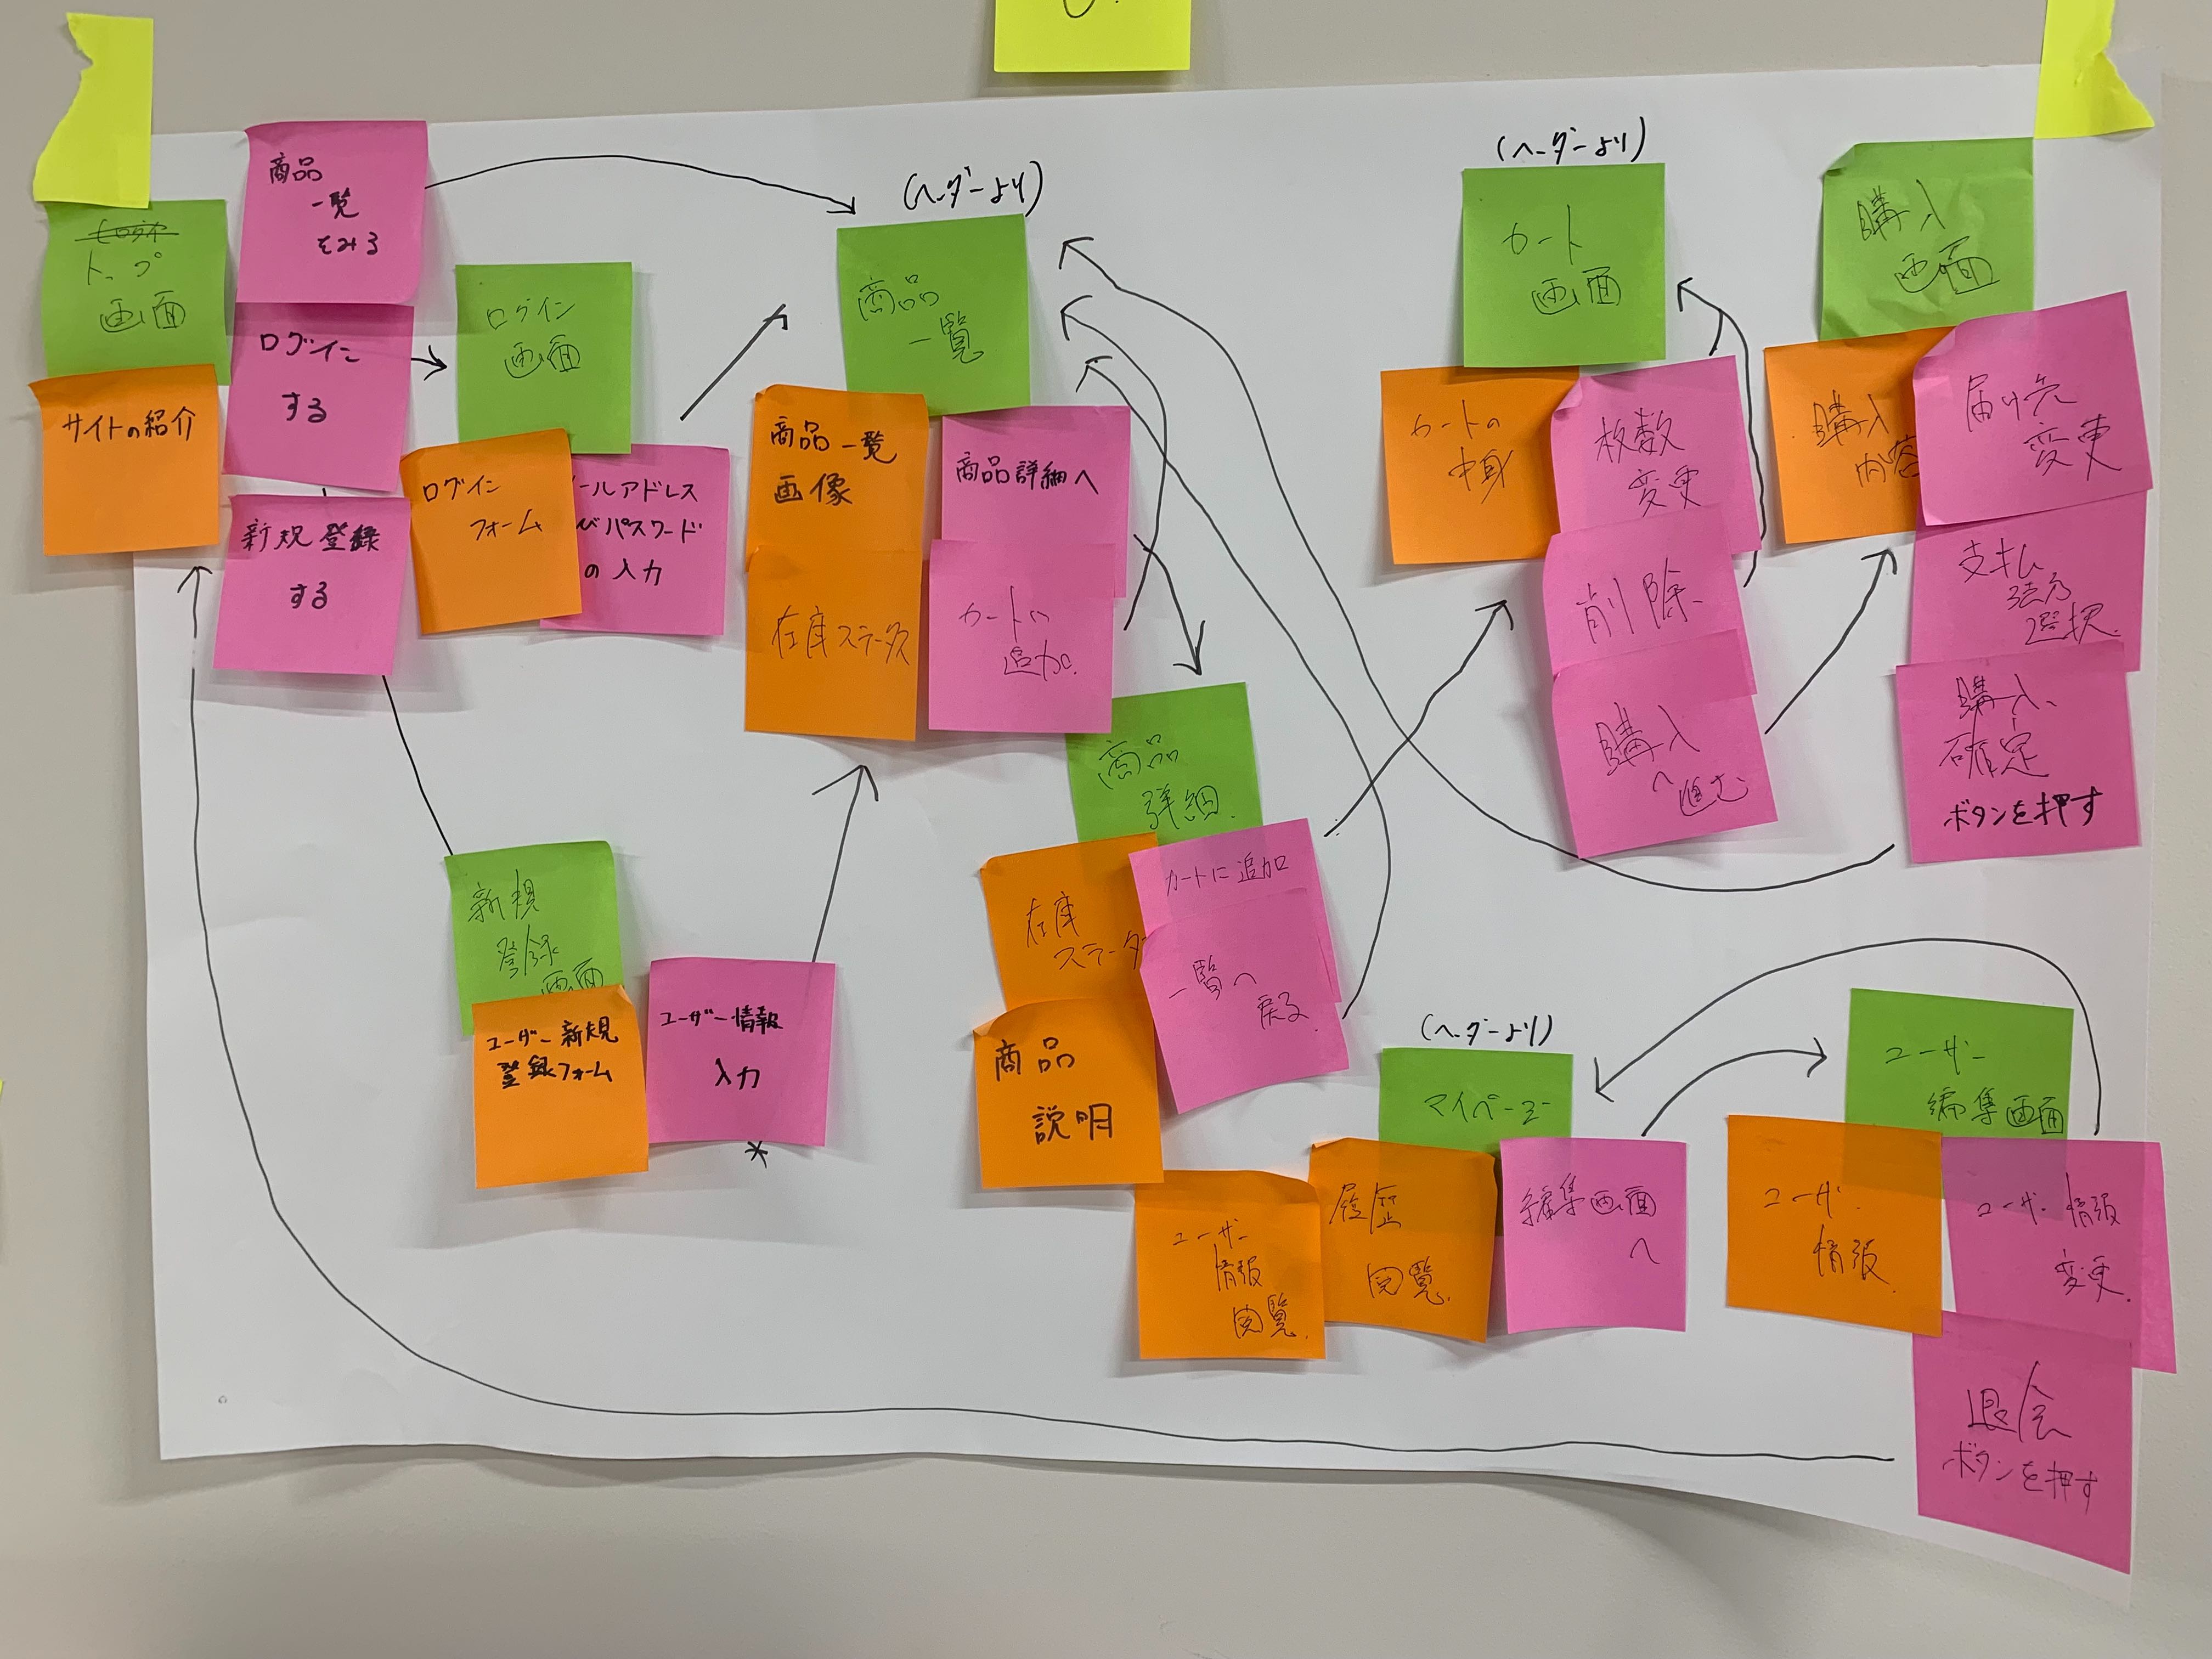 トップ
画面
サイトの紹介
商品
一覧
をみる
ログイン
する
新規登録
する
ログイン
画面
ログイン
フォーム
ールアドレス
びパスワード
の入力
新規
登録
画面
ユーザー新規
登録フォーム
ユーザー情報
入力
*
(ヘッダーより)
商品
一覧
商品一覧
画像
在庫ステータス
商品詳細へ
カートに
追加
商品
詳細
在庫
ステータ
商品
説明
カートに追加
一覧へ
戻る
(ヘッダーより)
カート
画面
カートの
中身
枚数
変更
削除
購入
へ進む
購入
画面
購入
内容
届け先
変更
支払
方法
選択
購入
確定
ボタンを押す
(ヘッダーより)
マイページ
ユーザー
情報
閲覧
履歴
閲覧
編集画面
へ
ユーザー
編集画面
ユーザー
情報
ユーザー情報
変更
退会
ボタンを押す